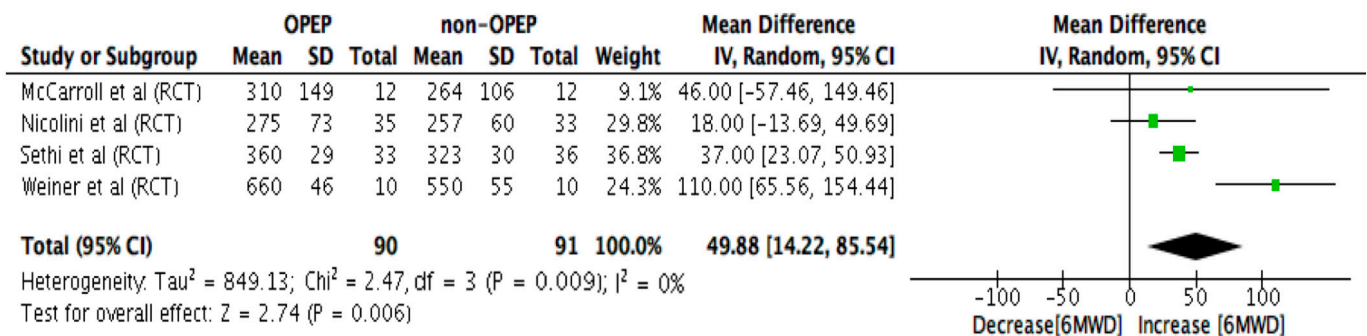 OPEP non-OPEP Mean Difference Mean Difference
Study or Subgroup Mean SD Total Mean SD Total Weight IV, Random, 95% CI IV, Random, 95% CI
McCarroll et al (RCT) 310 149 12 264 106 12 9.1% 46.00 [-57.46, 149.46]
Nicolini et al (RCT) 275 73 35 257 60 33 29.8% 18.00 [-13.69, 49.69]
Sethi et al (RCT) 360 29 33 323 30 36 36.8% 37.00 [23.07, 50.93]
Weiner et al (RCT) 660 46 10 550 55 10 24.3% 110.00 [65.56, 154.44]
Total (95% CI) 90 91 100.0% 49.88 [14.22, 85.54]
Heterogeneity: Tau² = 849.13; Chi² = 2.47, df = 3 (P = 0.009); I² = 0%
Test for overall effect: Z = 2.74 (P = 0.006)
-100 -50 0 50 100
Decrease[6MWD] Increase [6MWD]